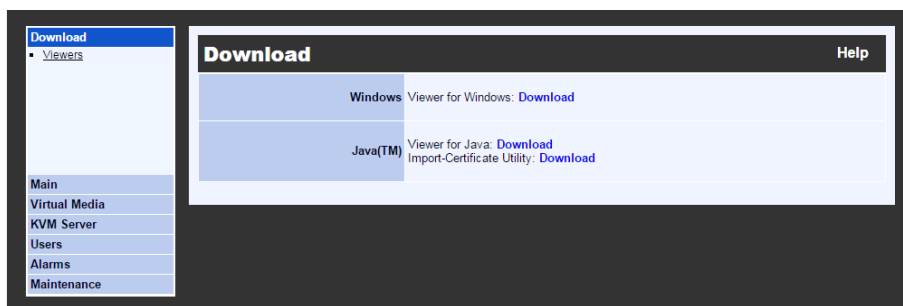 Download
Viewers
Main
Virtual Media
KVM Server
Users
Alarms
Maintenance
Download
Help
Windows
Viewer for Windows: Download
Java(TM)
Viewer for Java: Download
Import-Certificate Utility: Download